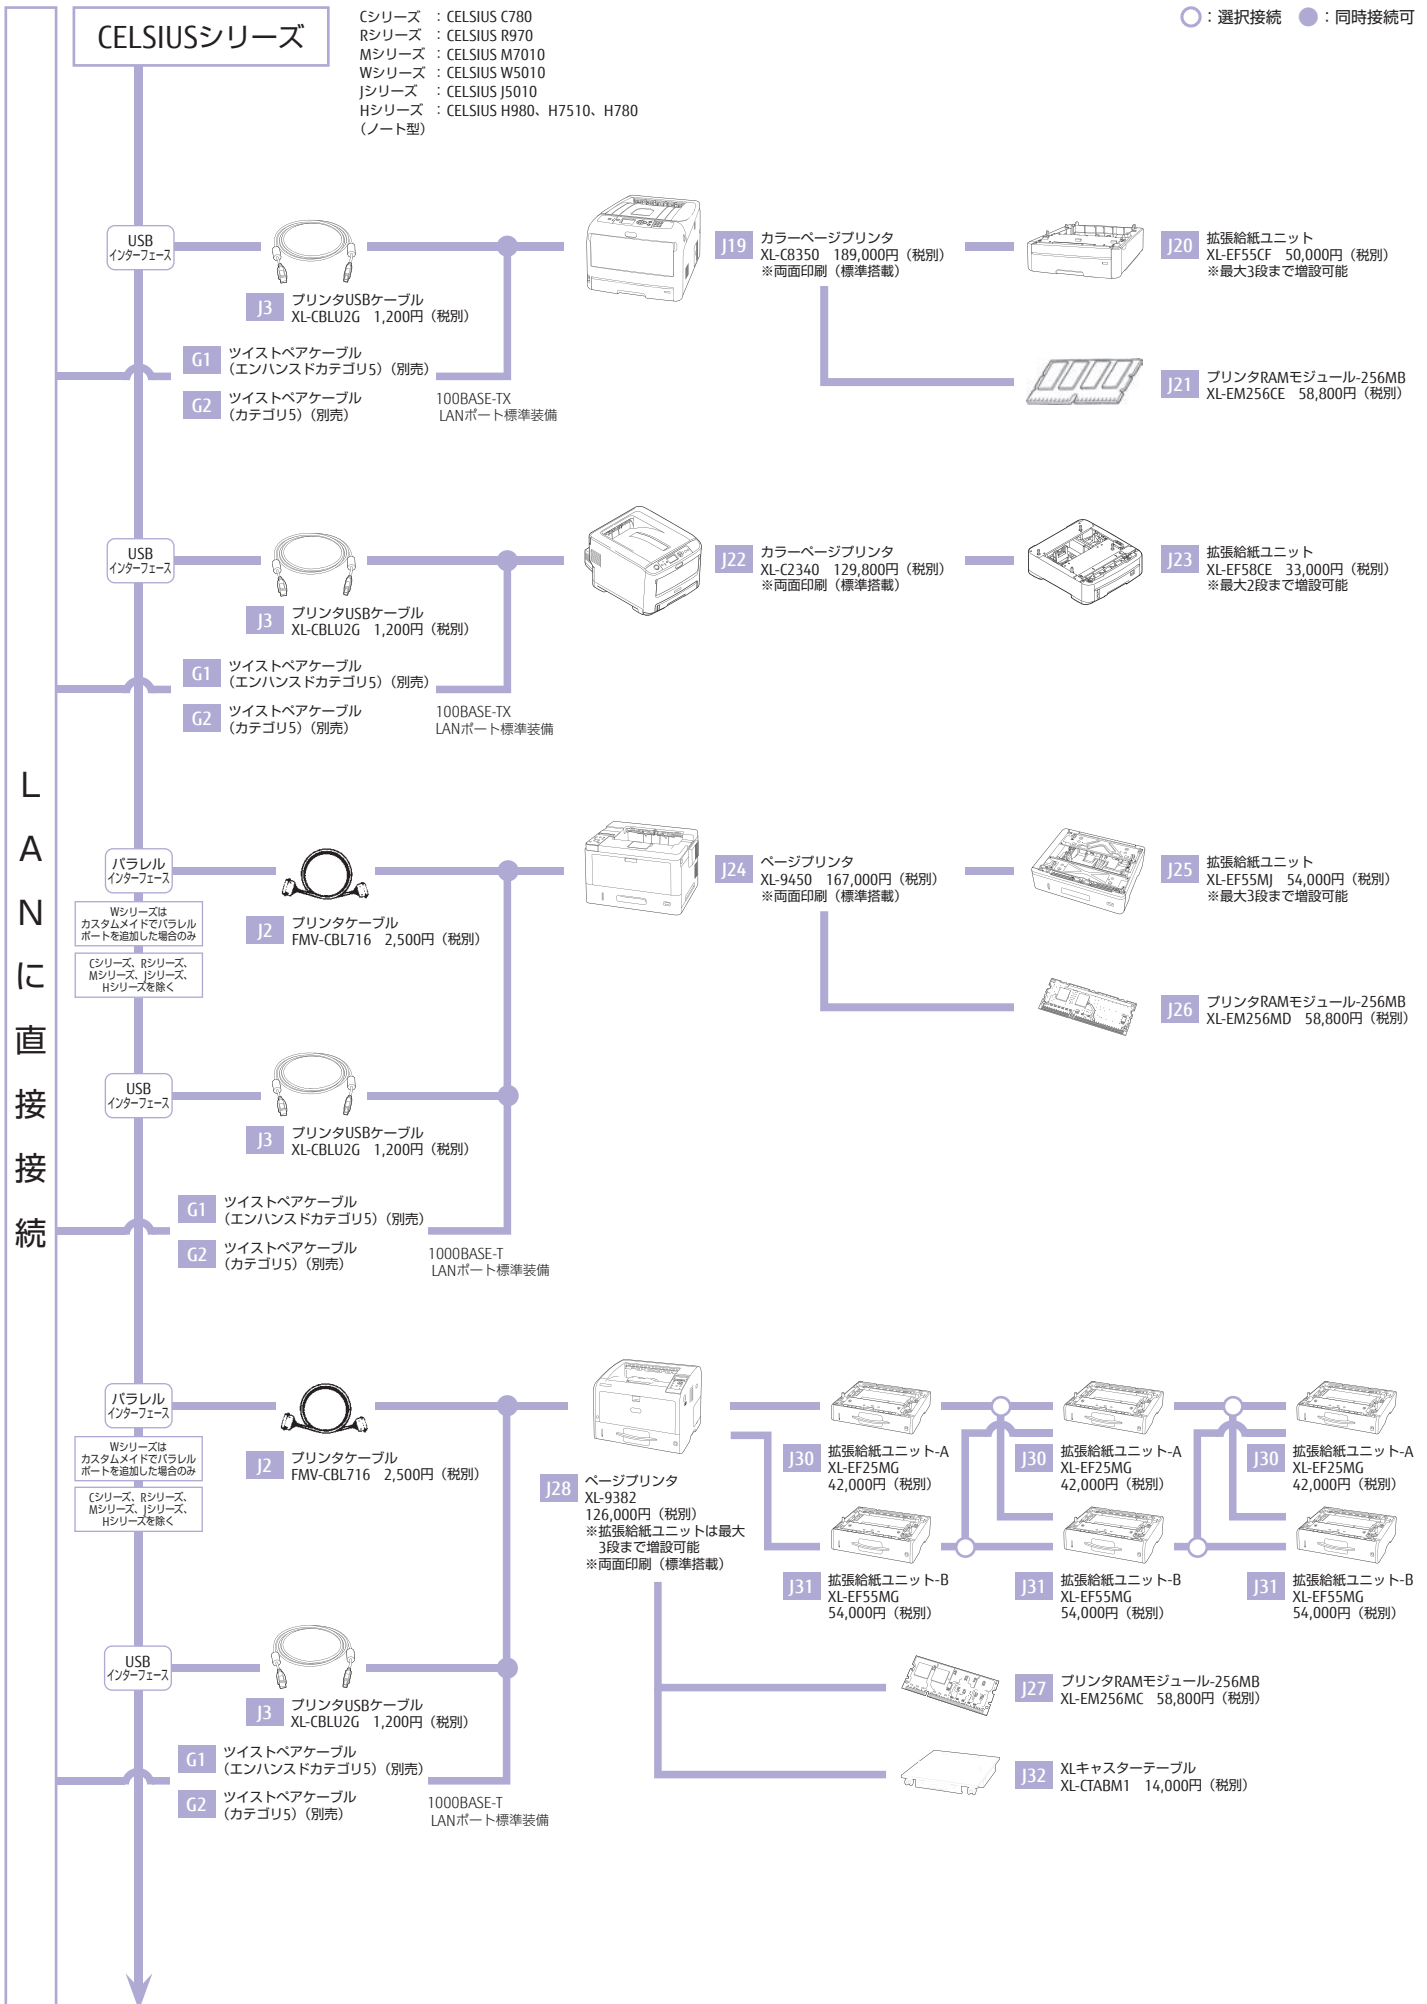 CELSIUSシリーズ
Cシリーズ ：CELSIUS C780
Rシリーズ ：CELSIUS R970
Mシリーズ ：CELSIUS M7010
Wシリーズ ：CELSIUS W5010
Jシリーズ ：CELSIUS J5010
Hシリーズ ：CELSIUS H980、H7510、H780
（ノート型）
：選択接続 ：同時接続可
LANに直接接続
USB
インターフェース
J3 プリンタUSBケーブル
XL-CBLU2G 1,200円（税別）
G1 ツイストペアケーブル
（エンハンスドカテゴリ5）（別売）
G2 ツイストペアケーブル
（カテゴリ5）（別売）
100BASE-TX
LANポート標準装備
J19 カラーページプリンタ
XL-C8350 189,000円（税別）
※両面印刷（標準搭載）
J20 拡張給紙ユニット
XL-EF55CF 50,000円（税別）
※最大3段まで増設可能
J21 プリンタRAMモジュール-256MB
XL-EM256CE 58,800円（税別）
USB
インターフェース
J3 プリンタUSBケーブル
XL-CBLU2G 1,200円（税別）
G1 ツイストペアケーブル
（エンハンスドカテゴリ5）（別売）
G2 ツイストペアケーブル
（カテゴリ5）（別売）
100BASE-TX
LANポート標準装備
J22 カラーページプリンタ
XL-C2340 129,800円（税別）
※両面印刷（標準搭載）
J23 拡張給紙ユニット
XL-EF58CE 33,000円（税別）
※最大2段まで増設可能
パラレル
インターフェース
Wシリーズは
カスタムメイドでパラレル
ポートを追加した場合のみ
Cシリーズ、Rシリーズ、
Mシリーズ、Jシリーズ、
Hシリーズを除く
J2 プリンタケーブル
FMV-CBL716 2,500円（税別）
USB
インターフェース
J3 プリンタUSBケーブル
XL-CBLU2G 1,200円（税別）
G1 ツイストペアケーブル
（エンハンスドカテゴリ5）（別売）
G2 ツイストペアケーブル
（カテゴリ5）（別売）
1000BASE-T
LANポート標準装備
J24 ページプリンタ
XL-9450 167,000円（税別）
※両面印刷（標準搭載）
J25 拡張給紙ユニット
XL-EF55MJ 54,000円（税別）
※最大3段まで増設可能
J26 プリンタRAMモジュール-256MB
XL-EM256MD 58,800円（税別）
パラレル
インターフェース
Wシリーズは
カスタムメイドでパラレル
ポートを追加した場合のみ
Cシリーズ、Rシリーズ、
Mシリーズ、Jシリーズ、
Hシリーズを除く
J2 プリンタケーブル
FMV-CBL716 2,500円（税別）
USB
インターフェース
J3 プリンタUSBケーブル
XL-CBLU2G 1,200円（税別）
G1 ツイストペアケーブル
（エンハンスドカテゴリ5）（別売）
G2 ツイストペアケーブル
（カテゴリ5）（別売）
1000BASE-T
LANポート標準装備
J28 ページプリンタ
XL-9382
126,000円（税別）
※拡張給紙ユニットは最大
3段まで増設可能
※両面印刷（標準搭載）
J30 拡張給紙ユニット-A
XL-EF25MG
42,000円（税別）
J30 拡張給紙ユニット-A
XL-EF25MG
42,000円（税別）
J30 拡張給紙ユニット-A
XL-EF25MG
42,000円（税別）
J31 拡張給紙ユニット-B
XL-EF55MG
54,000円（税別）
J31 拡張給紙ユニット-B
XL-EF55MG
54,000円（税別）
J31 拡張給紙ユニット-B
XL-EF55MG
54,000円（税別）
J27 プリンタRAMモジュール-256MB
XL-EM256MC 58,800円（税別）
J32 XLキャスターテーブル
XL-CTABM1 14,000円（税別）